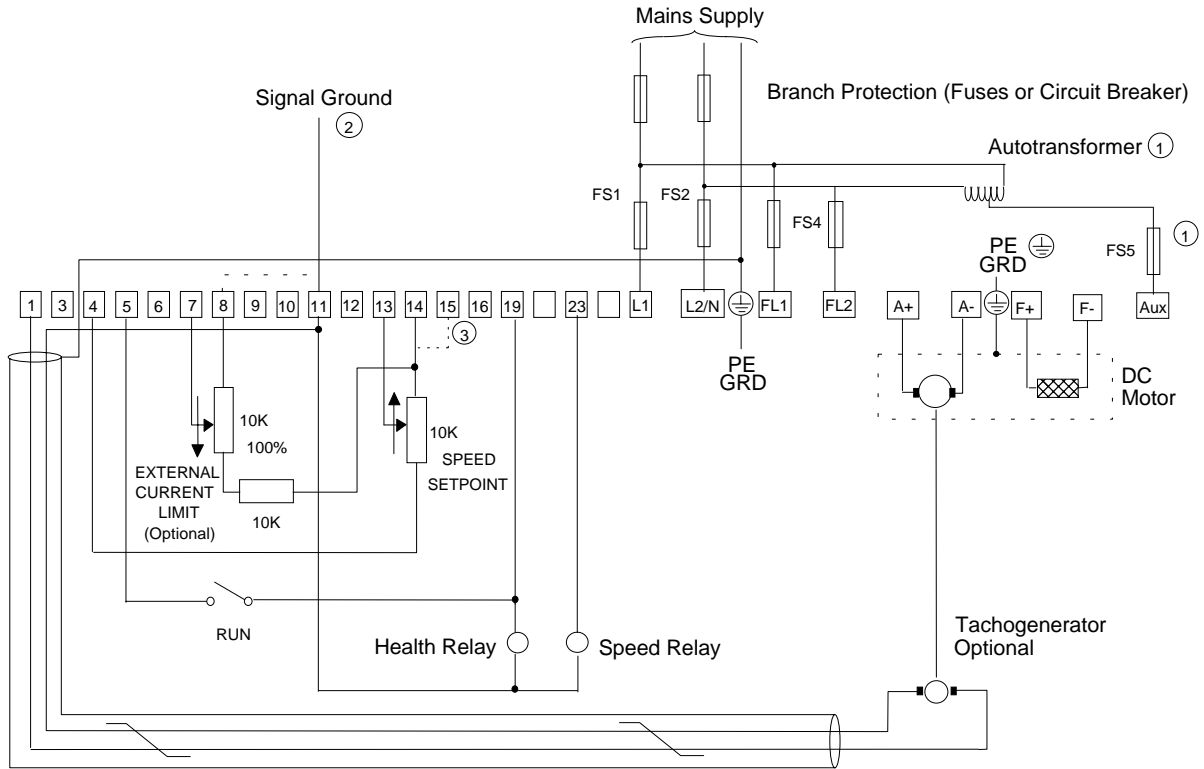 Mains Supply
Branch Protection (Fuses or Circuit Breaker)
Signal Ground
2
Autotransformer 1
FS1
FS2
FS4
FS5
1
PE
GRD
1
3
4
5
6
7
8
9
10
11
12
13
14
15
16
19
23
L1
L2/N
FL1
FL2
A+
A-
F+
F-
Aux
3
PE
GRD
DC
Motor
10K
100%
10K
SPEED
SETPOINT
EXTERNAL
CURRENT
LIMIT
(Optional)
10K
RUN
Health Relay
Speed Relay
Tachogenerator
Optional